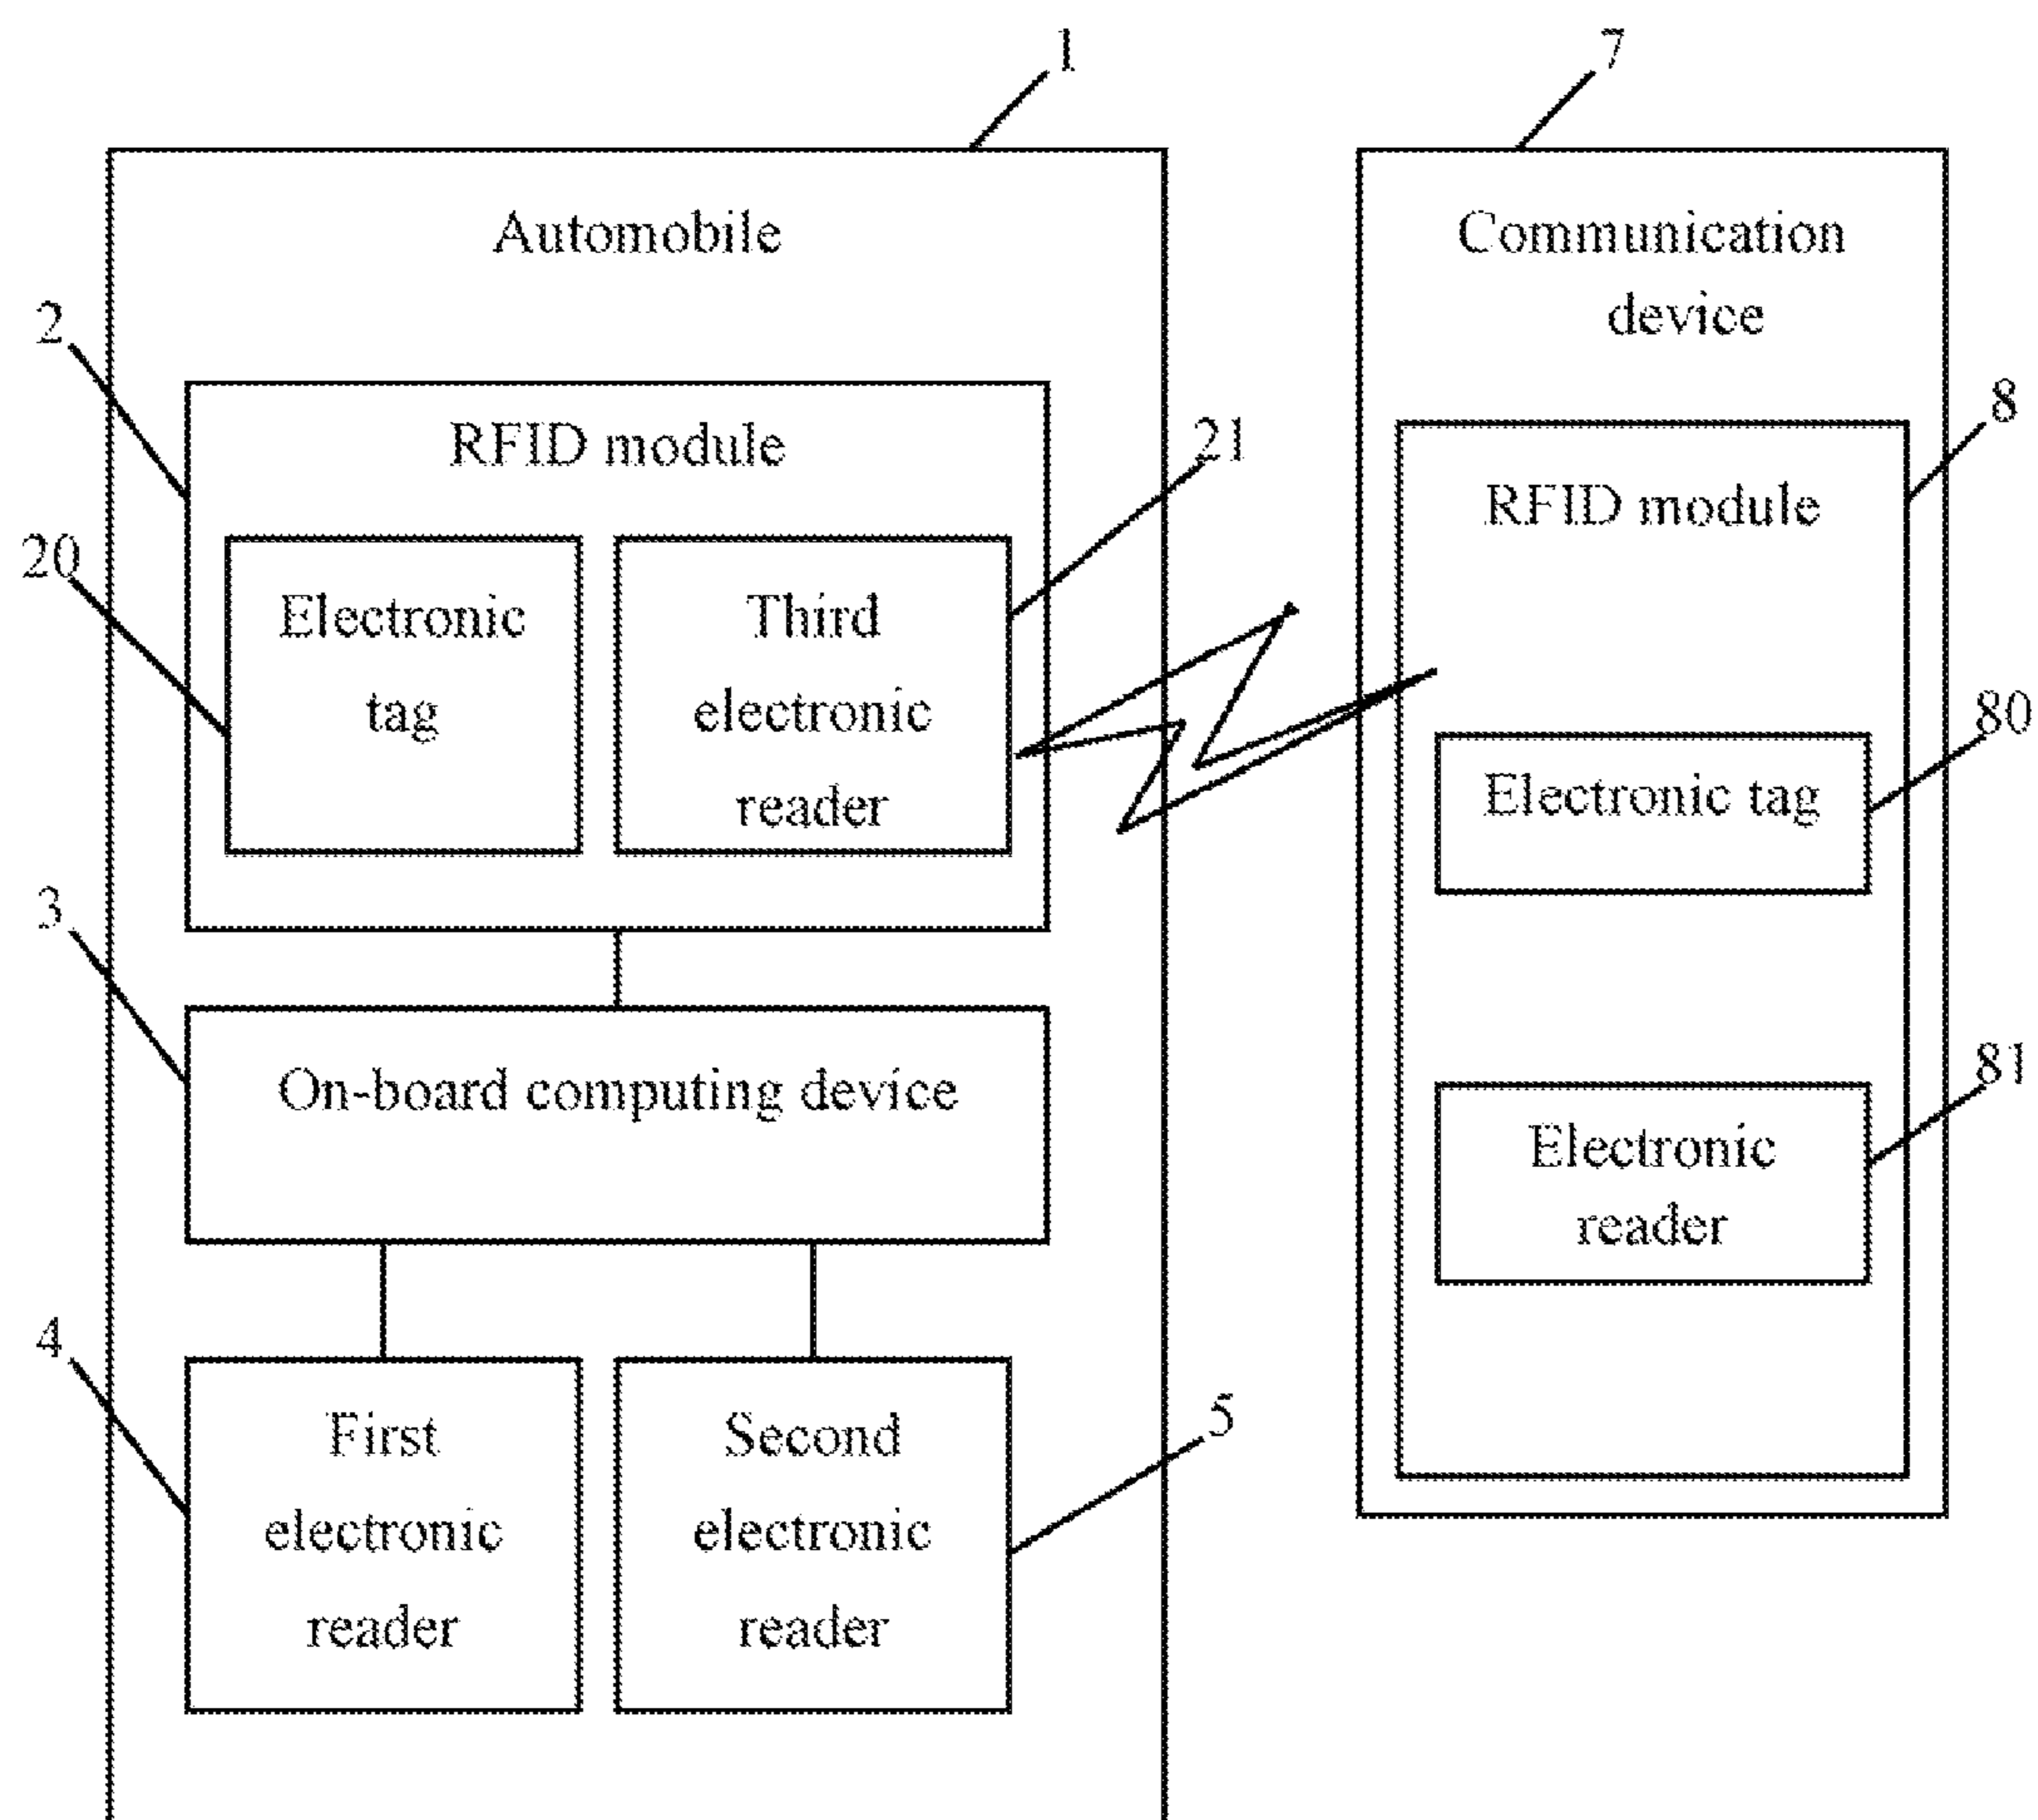 1
7
Automobile
Communication
device
2
RFID module
21
8
RFID module
20
Electronic
tag
Third
electronic
reader
80
Electronic tag
3
On-board computing device
81
Electronic
reader
4
First
electronic
reader
5
Second
electronic
reader